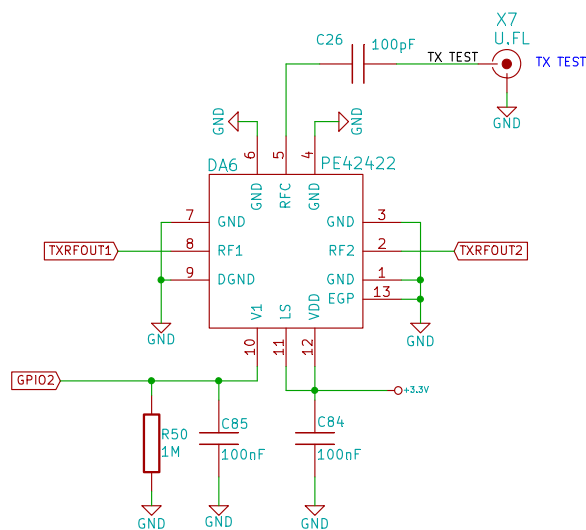 X7
U.FL
C26
100pF
TX TEST
TX TEST
GND
GND
GND
6
5
4
DA6
PE42422
GND
RFC
GND
7
GND
GND
3
TXRFOUT1
8
RF1
RF2
2
TXRFOUT2
9
DGND
GND
1
EGP
13
V1
LS
VDD
GND
GND
10
11
12
GPIO2
+3.3V
R50
1M
C85
100nF
C84
100nF
GND
GND
GND